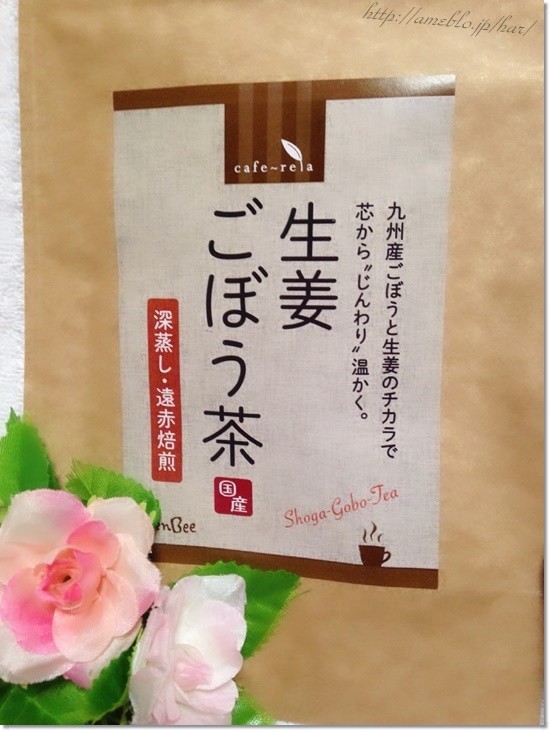 http://ameblo.jp/har/
cafe~rela
九州産ごぼうと生姜のチカラで
芯から〝じんわり〟温かく。
生姜
ごぼう茶
深蒸し・遠赤焙煎
国産
Shoga-Gobo-Tea